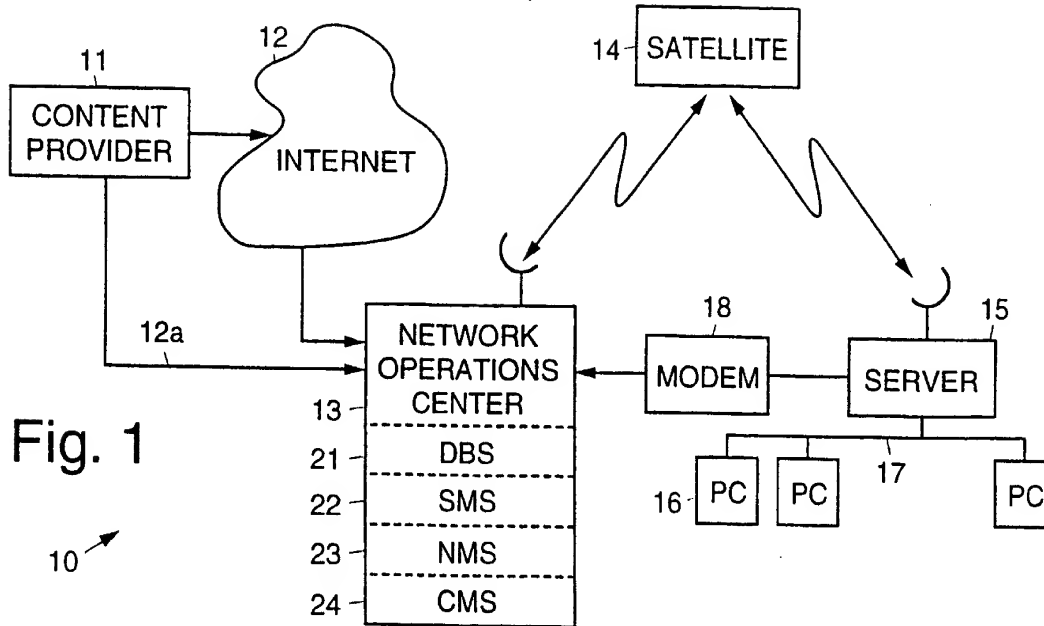 11
CONTENT
PROVIDER
12
INTERNET
14
SATELLITE
12a
NETWORK
OPERATIONS
CENTER
13
21
DBS
22
SMS
23
NMS
24
CMS
18
MODEM
15
SERVER
17
16
PC
PC
PC
Fig. 1
10